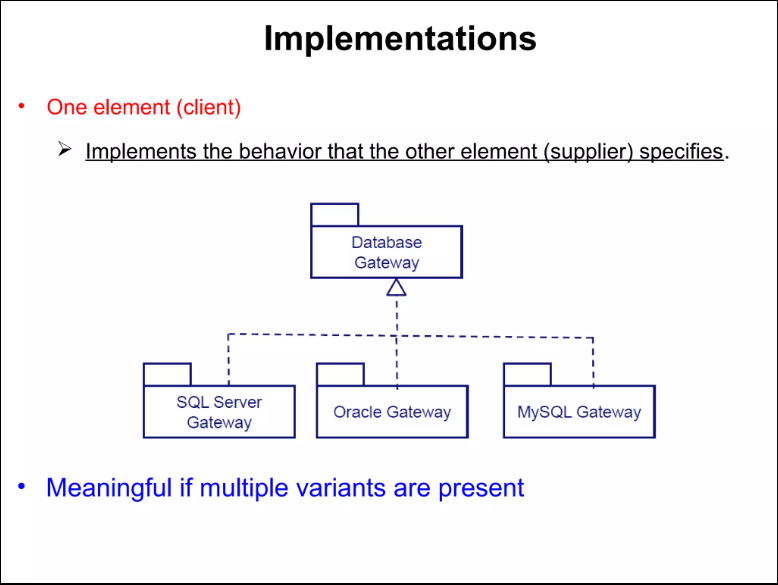 Implementations
• One element (client)
➢ Implements the behavior that the other element (supplier) specifies.
Database
Gateway
SQL Server
Gateway
Oracle Gateway
MySQL Gateway
• Meaningful if multiple variants are present